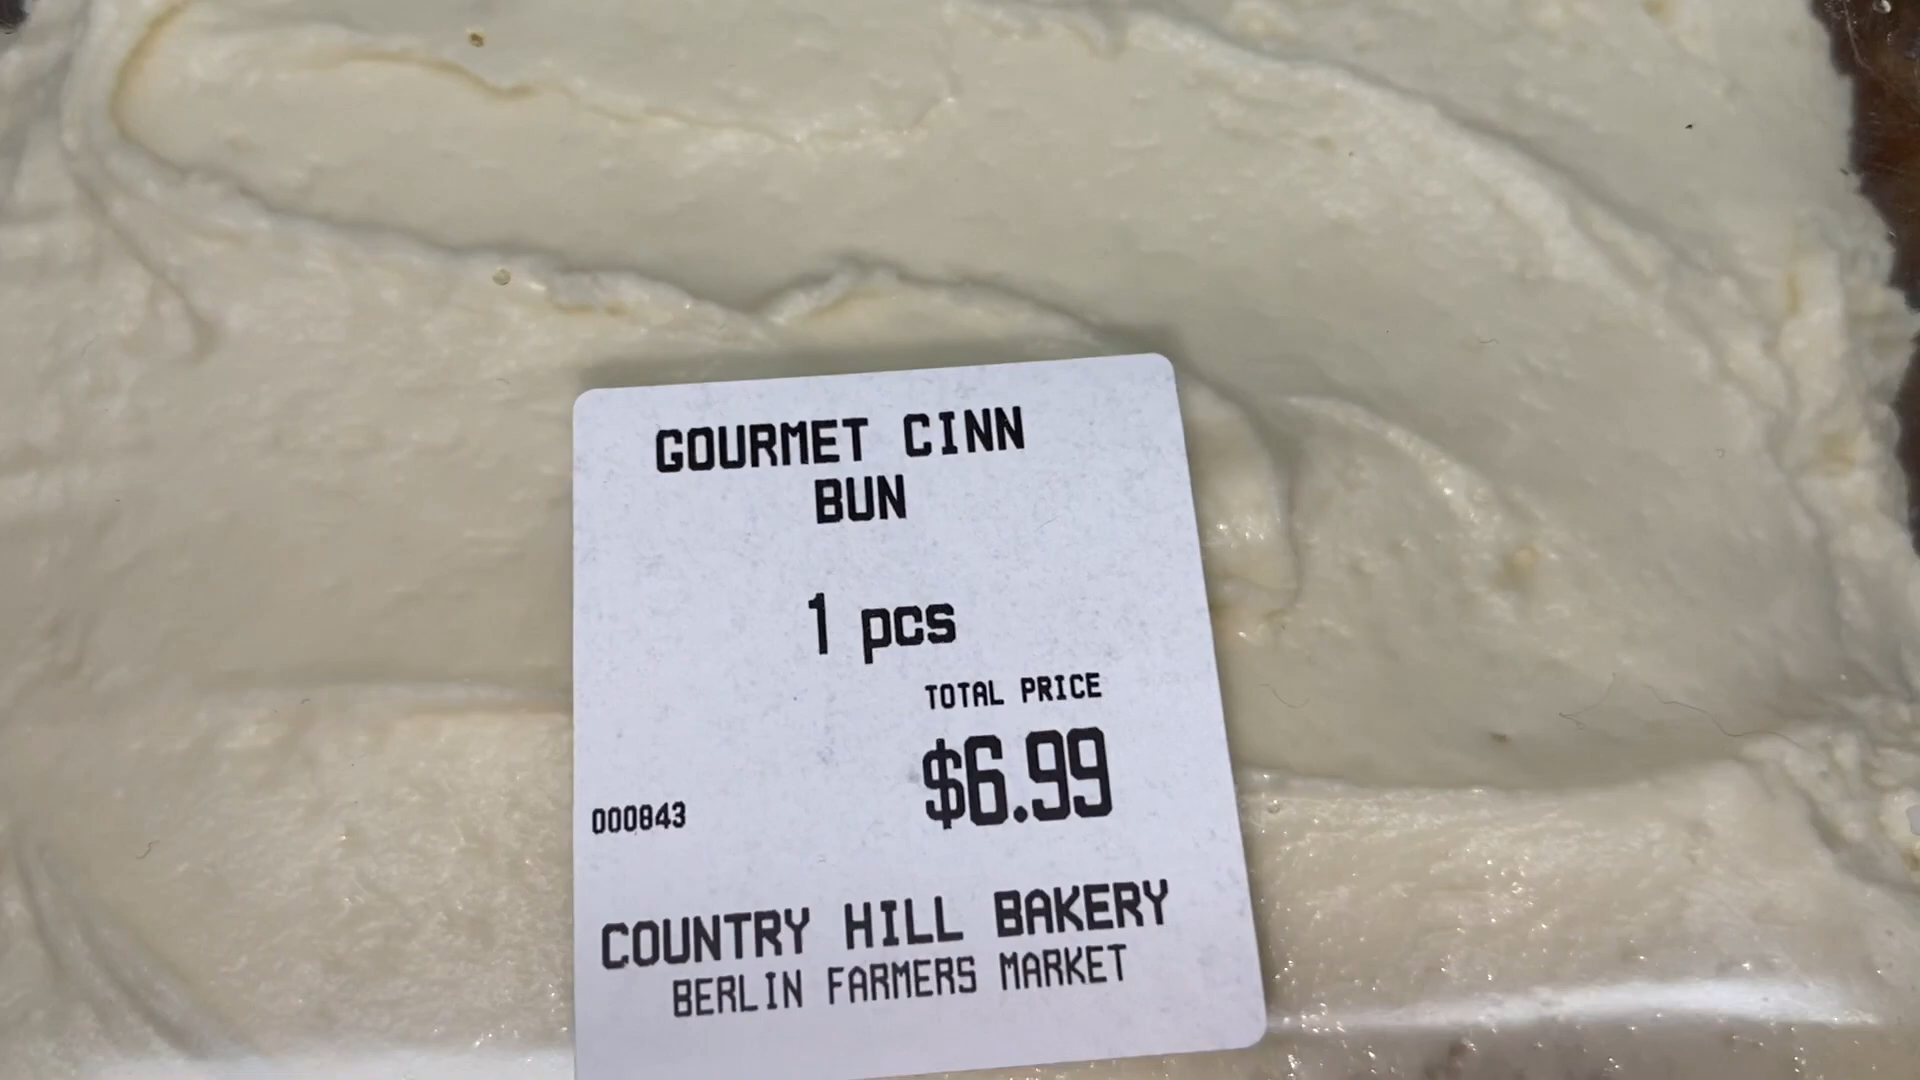 GOURMET CINN
BUN
1 pcs
TOTAL PRICE
$6.99
000843
COUNTRY HILL BAKERY
BERLIN FARMERS MARKET